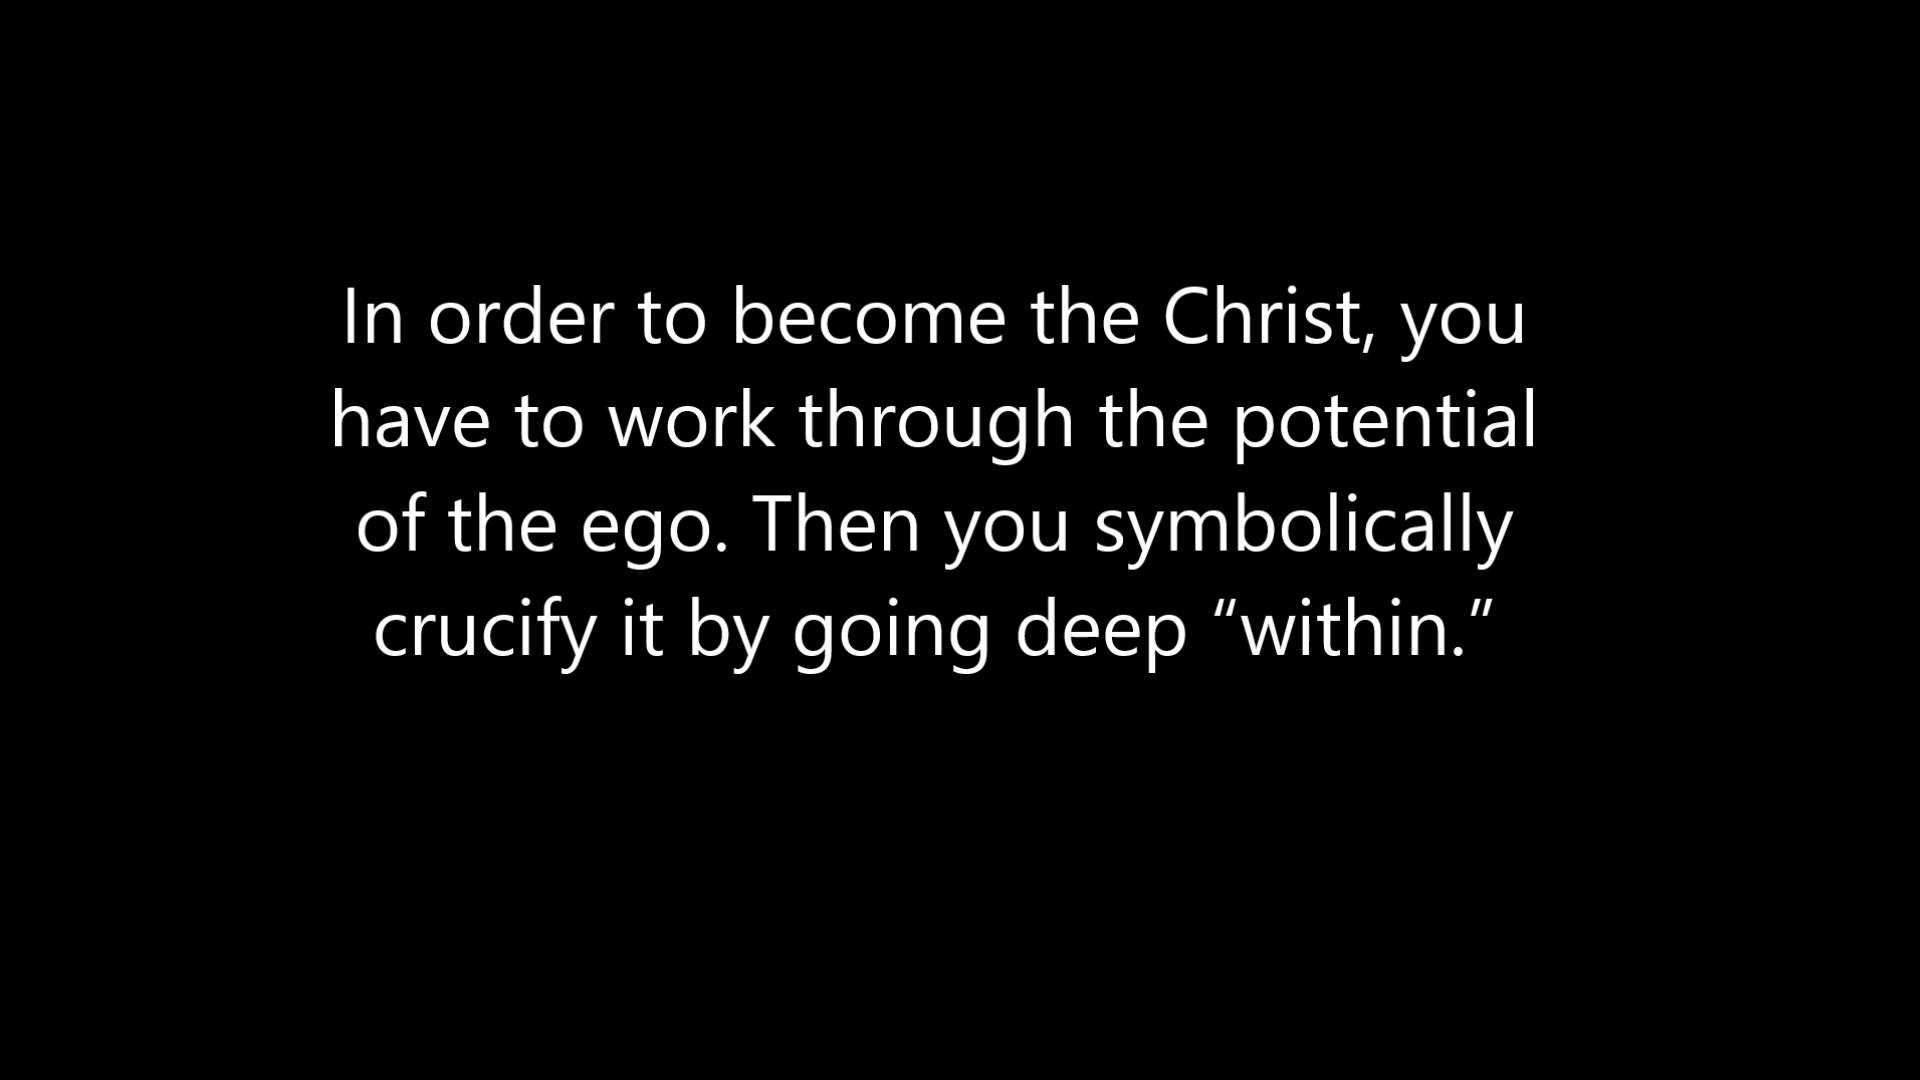 In order to become the Christ, you
have to work through the potential
of the ego. Then you symbolically
crucify it by going deep “within.”